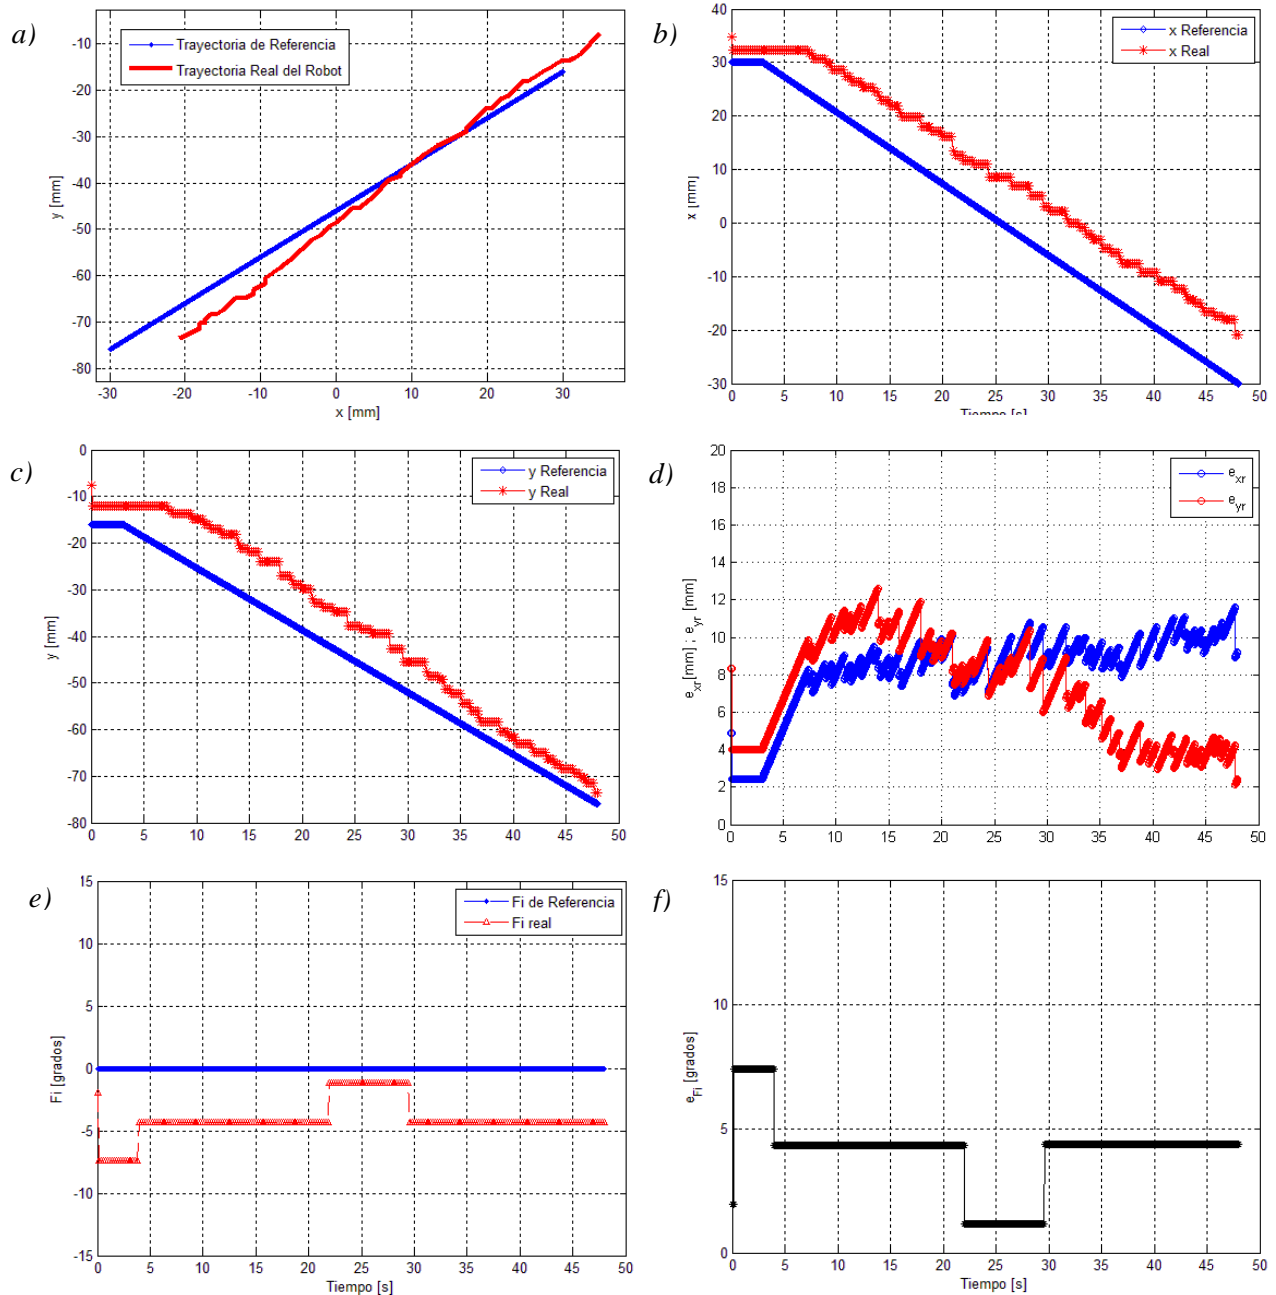 a)
Trayectoria de Referencia
Trayectoria Real del Robot
-10
-20
-30
-40
-50
-60
-70
-80
y [mm]
-30 -20 -10 0 10 20 30
x [mm]
b)
x Referencia
x Real
40
30
20
10
0
-10
-20
-30
x [mm]
0 5 10 15 20 25 30 35 40 45 50
Tiempo [s]
c)
y Referencia
y Real
0
-10
-20
-30
-40
-50
-60
-70
-80
y [mm]
0 5 10 15 20 25 30 35 40 45 50
d)
e_xr
e_yr
20
18
16
14
12
10
8
6
4
2
0
e_xr[mm] ; e_yr [mm]
0 5 10 15 20 25 30 35 40 45 50
e)
Fi de Referencia
Fi real
15
10
5
0
-5
-10
-15
Fi [grados]
0 5 10 15 20 25 30 35 40 45 50
Tiempo [s]
f)
15
10
5
0
e_Fi [grados]
0 5 10 15 20 25 30 35 40 45 50
Tiempo [s]